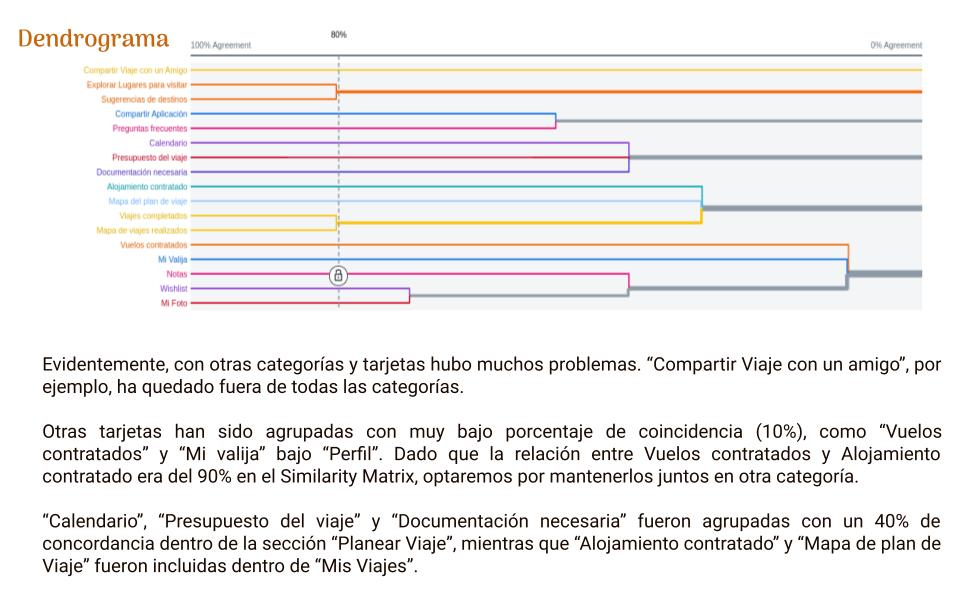 Dendrograma
80%
100% Agreement
0% Agreement
Compartir Viaje con un Amigo
Explorar Lugares para visitar
Sugerencias de destinos
Compartir Aplicación
Preguntas frecuentes
Calendario
Presupuesto del viaje
Documentación necesaria
Alojamiento contratado
Mapa del plan de viaje
Viajes completados
Mapa de viajes realizados
Vuelos contratados
Mi Valija
Notas
Wishlist
Mi Foto
Evidentemente, con otras categorías y tarjetas hubo muchos problemas. “Compartir Viaje con un amigo”, por
ejemplo, ha quedado fuera de todas las categorías.
Otras tarjetas han sido agrupadas con muy bajo porcentaje de coincidencia (10%), como “Vuelos
contratados” y “Mi valija” bajo “Perfil”. Dado que la relación entre Vuelos contratados y Alojamiento
contratado era del 90% en el Similarity Matrix, optaremos por mantenerlos juntos en otra categoría.
“Calendario”, “Presupuesto del viaje” y “Documentación necesaria” fueron agrupadas con un 40% de
concordancia dentro de la sección “Planear Viaje”, mientras que “Alojamiento contratado” y “Mapa de plan de
Viaje” fueron incluidas dentro de “Mis Viajes”.